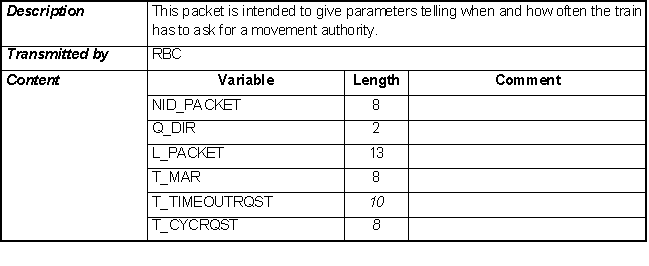 Description This packet is intended to give parameters telling when and how often the train
has to ask for a movement authority.
Transmitted by RBC
Content Variable Length Comment
NID_PACKET 8
Q_DIR 2
L_PACKET 13
T_MAR 8
T_TIMEOUTRQST 10
T_CYCRQST 8